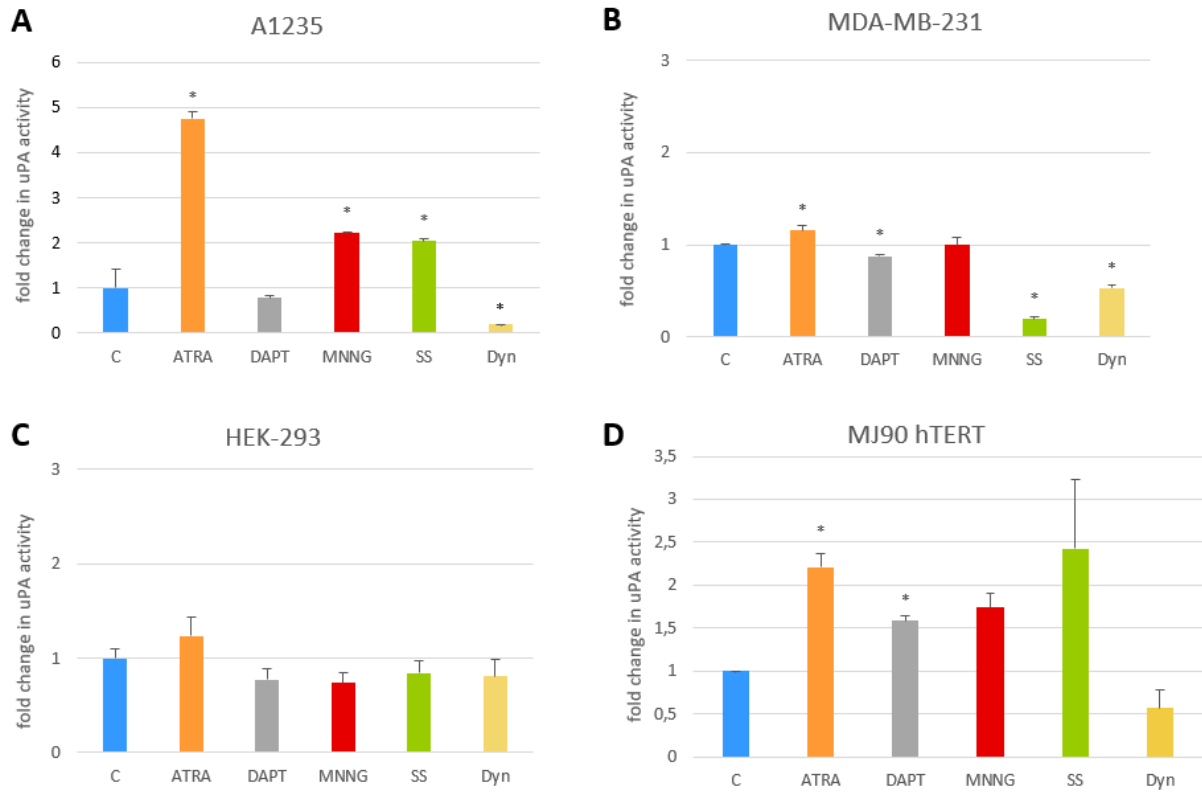 A
A1235
fold change in uPA activity
6
5
4
3
2
1
0
*
*
*
*
C ATRA DAPT MNNG SS Dyn
B
MDA-MB-231
fold change in uPA activity
3
2
1
0
*
*
*
*
C ATRA DAPT MNNG SS Dyn
C
HEK-293
fold change in uPA activity
3
2
1
0
C ATRA DAPT MNNG SS Dyn
D
MJ90 hTERT
fold change in uPA activity
3,5
3
2,5
2
1,5
1
0,5
0
*
*
C ATRA DAPT MNNG SS Dyn